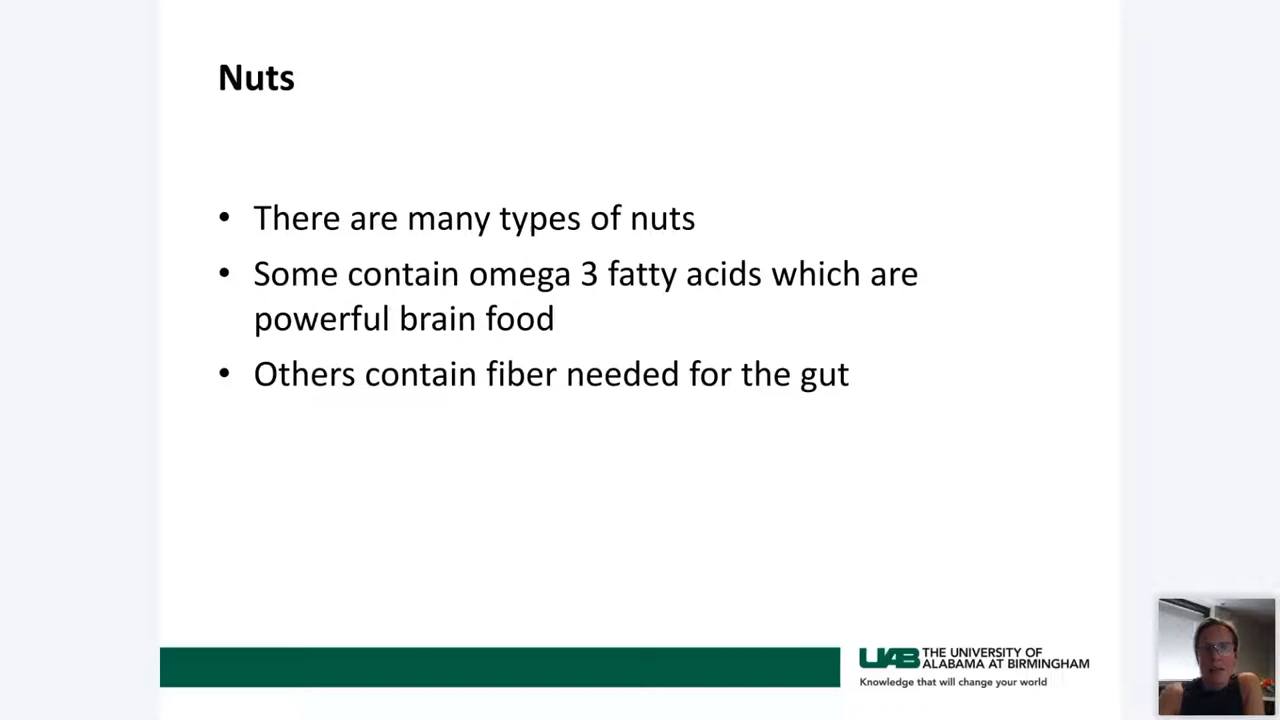 Nuts
• There are many types of nuts
• Some contain omega 3 fatty acids which are
powerful brain food
• Others contain fiber needed for the gut
UAB THE UNIVERSITY OF
ALABAMA AT BIRMINGHAM
Knowledge that will change your world